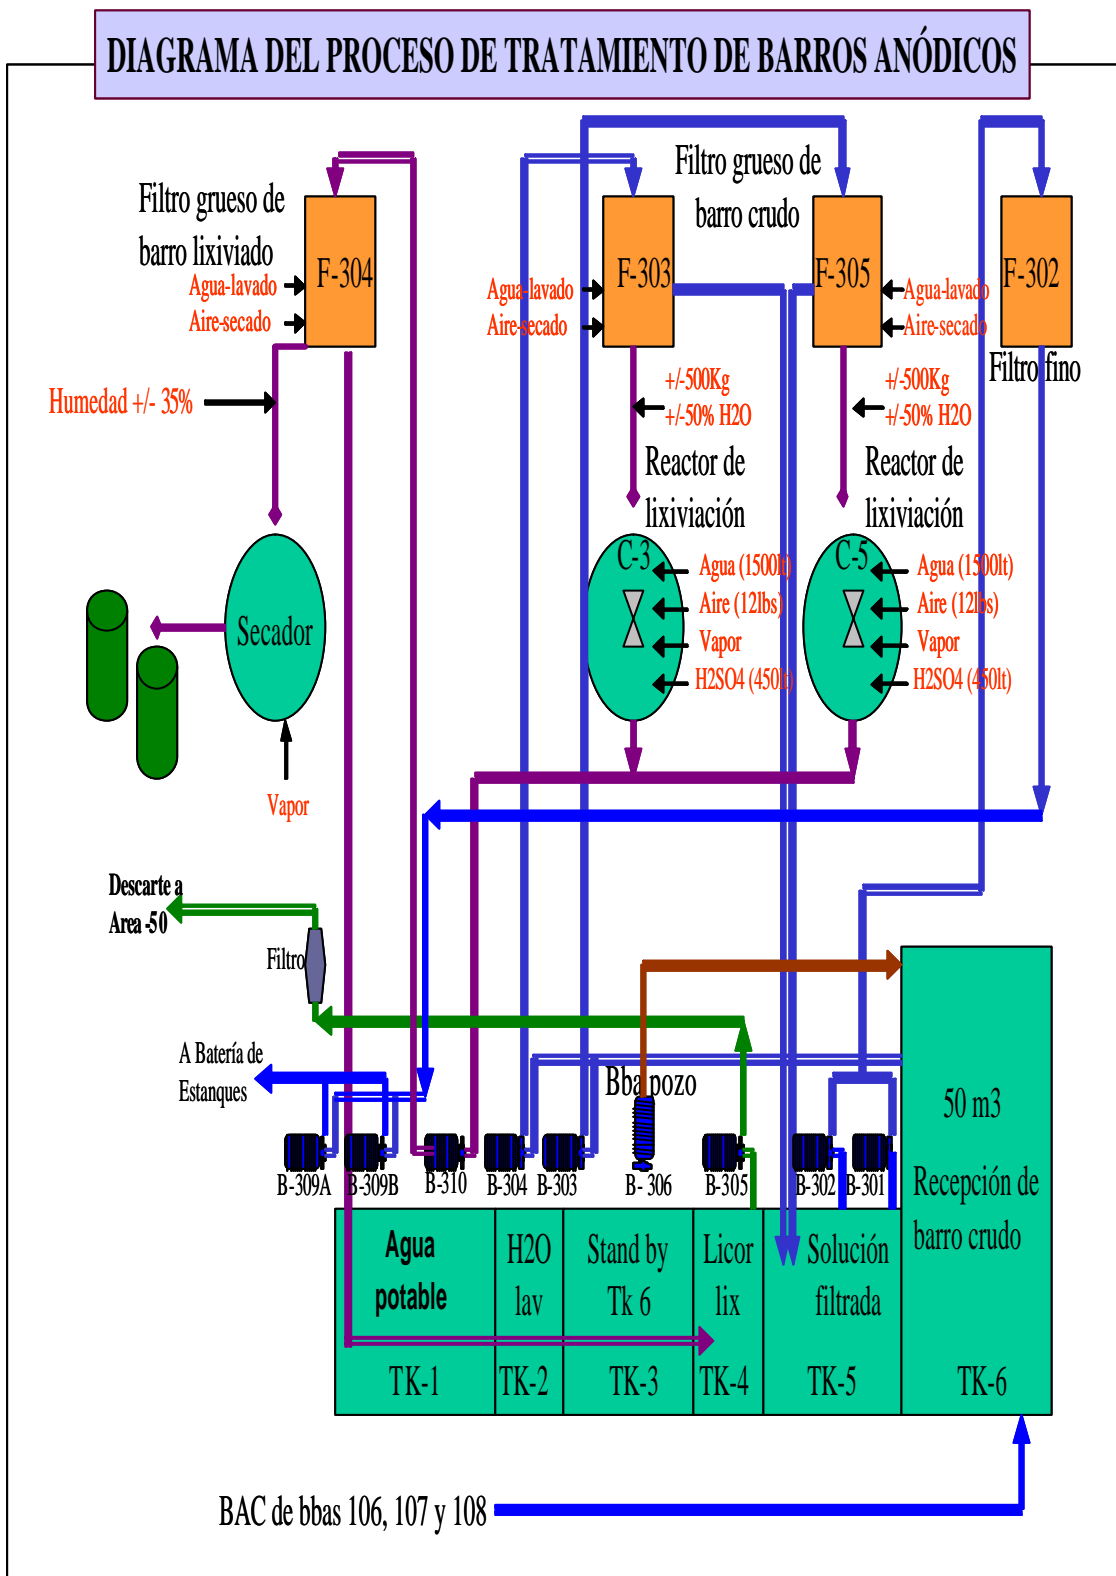 DIAGRAMA DEL PROCESO DE TRATAMIENTO DE BARROS ANÓDICOS
Filtro grueso de
barro lixiviado
Agua-lavado
Aire-secado
F-304
Humedad +/- 35%
Filtro grueso de
barro crudo
F-303
Agua-lavado
Aire-secado
F-305
Agua-lavado
Aire-secado
F-302
Filtro fino
+/-500Kg
+/-50% H2O
+/-500Kg
+/-50% H2O
Reactor de
lixiviación
Reactor de
lixiviación
C-3
Agua (1500lt)
Aire (12lbs)
Vapor
H2SO4 (450lt)
C-5
Agua (1500lt)
Aire (12lbs)
Vapor
H2SO4 (450lt)
Secador
Vapor
Descarte a
Area -50
Filtro
A Batería de
Estanques
Bba pozo
B-309A
B-309B
B-310
B-304
B-303
B- 306
B-305
B-302
B-301
50 m3
Recepción de
barro crudo
TK-6
Agua
potable
TK-1
H2O
lav
TK-2
Stand by
Tk 6
TK-3
Licor
lix
TK-4
Solución
filtrada
TK-5
BAC de bbas 106, 107 y 108